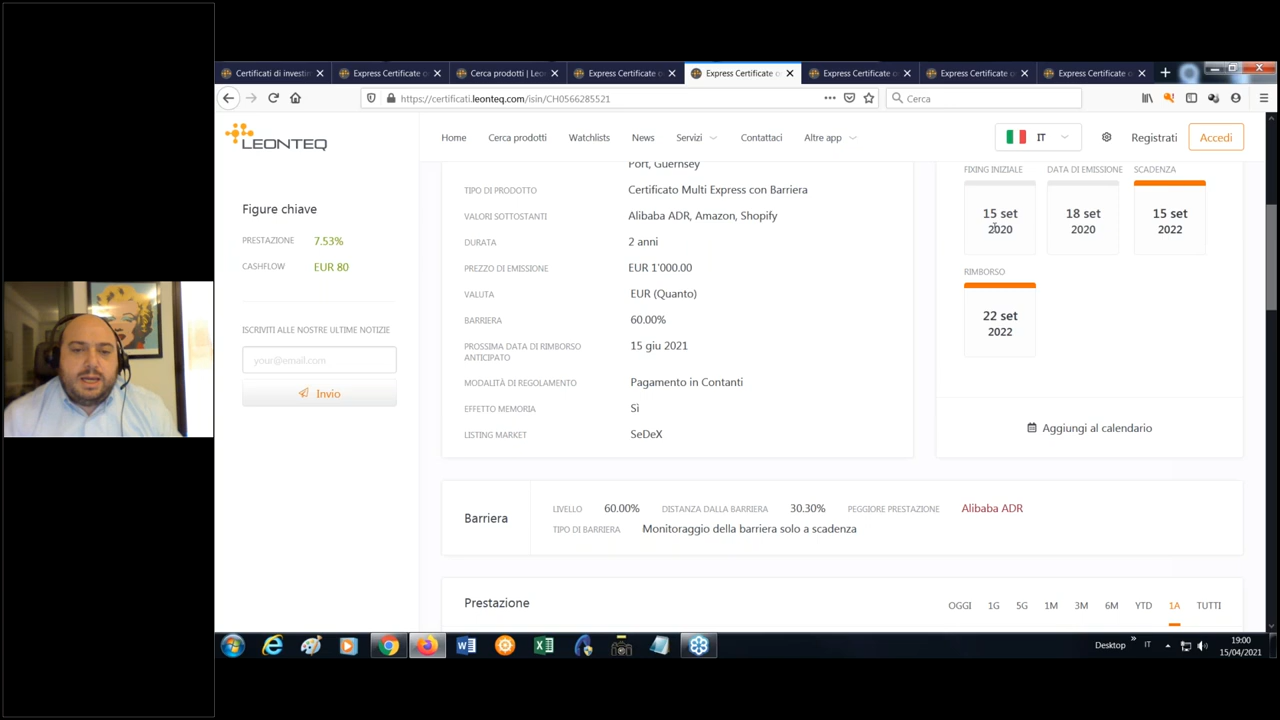 Certificati di investi
Express Certificate o
Cerca prodotti | Leo
Express Certificate o
Express Certificate o
Express Certificate o
Express Certificate o
Express Certificate o
https://certificati.leonteq.com/isin/CH0566285521
Cerca
LEONTEQ
Home
Cerca prodotti
Watchlists
News
Servizi
Contattaci
Altre app
IT
Registrati
Accedi
Figure chiave
PRESTAZIONE 7.53%
CASHFLOW EUR 80
ISCRIVITI ALLE NOSTRE ULTIME NOTIZIE
your@email.com
Invio
Port, Guernsey
TIPO DI PRODOTTO Certificato Multi Express con Barriera
VALORI SOTTOSTANTI Alibaba ADR, Amazon, Shopify
DURATA 2 anni
PREZZO DI EMISSIONE EUR 1'000.00
VALUTA EUR (Quanto)
BARRIERA 60.00%
PROSSIMA DATA DI RIMBORSO 15 giu 2021
ANTICIPATO
MODALITÀ DI REGOLAMENTO Pagamento in Contanti
EFFETTO MEMORIA Sì
LISTING MARKET SeDeX
FIXING INIZIALE
15 set
2020
DATA DI EMISSIONE
18 set
2020
SCADENZA
15 set
2022
RIMBORSO
22 set
2022
Aggiungi al calendario
Barriera
LIVELLO 60.00% DISTANZA DALLA BARRIERA 30.30% PEGGIORE PRESTAZIONE Alibaba ADR
TIPO DI BARRIERA Monitoraggio della barriera solo a scadenza
Prestazione
OGGI 1G 5G 1M 3M 6M YTD 1A TUTTI
Desktop
IT
19:00
15/04/2021